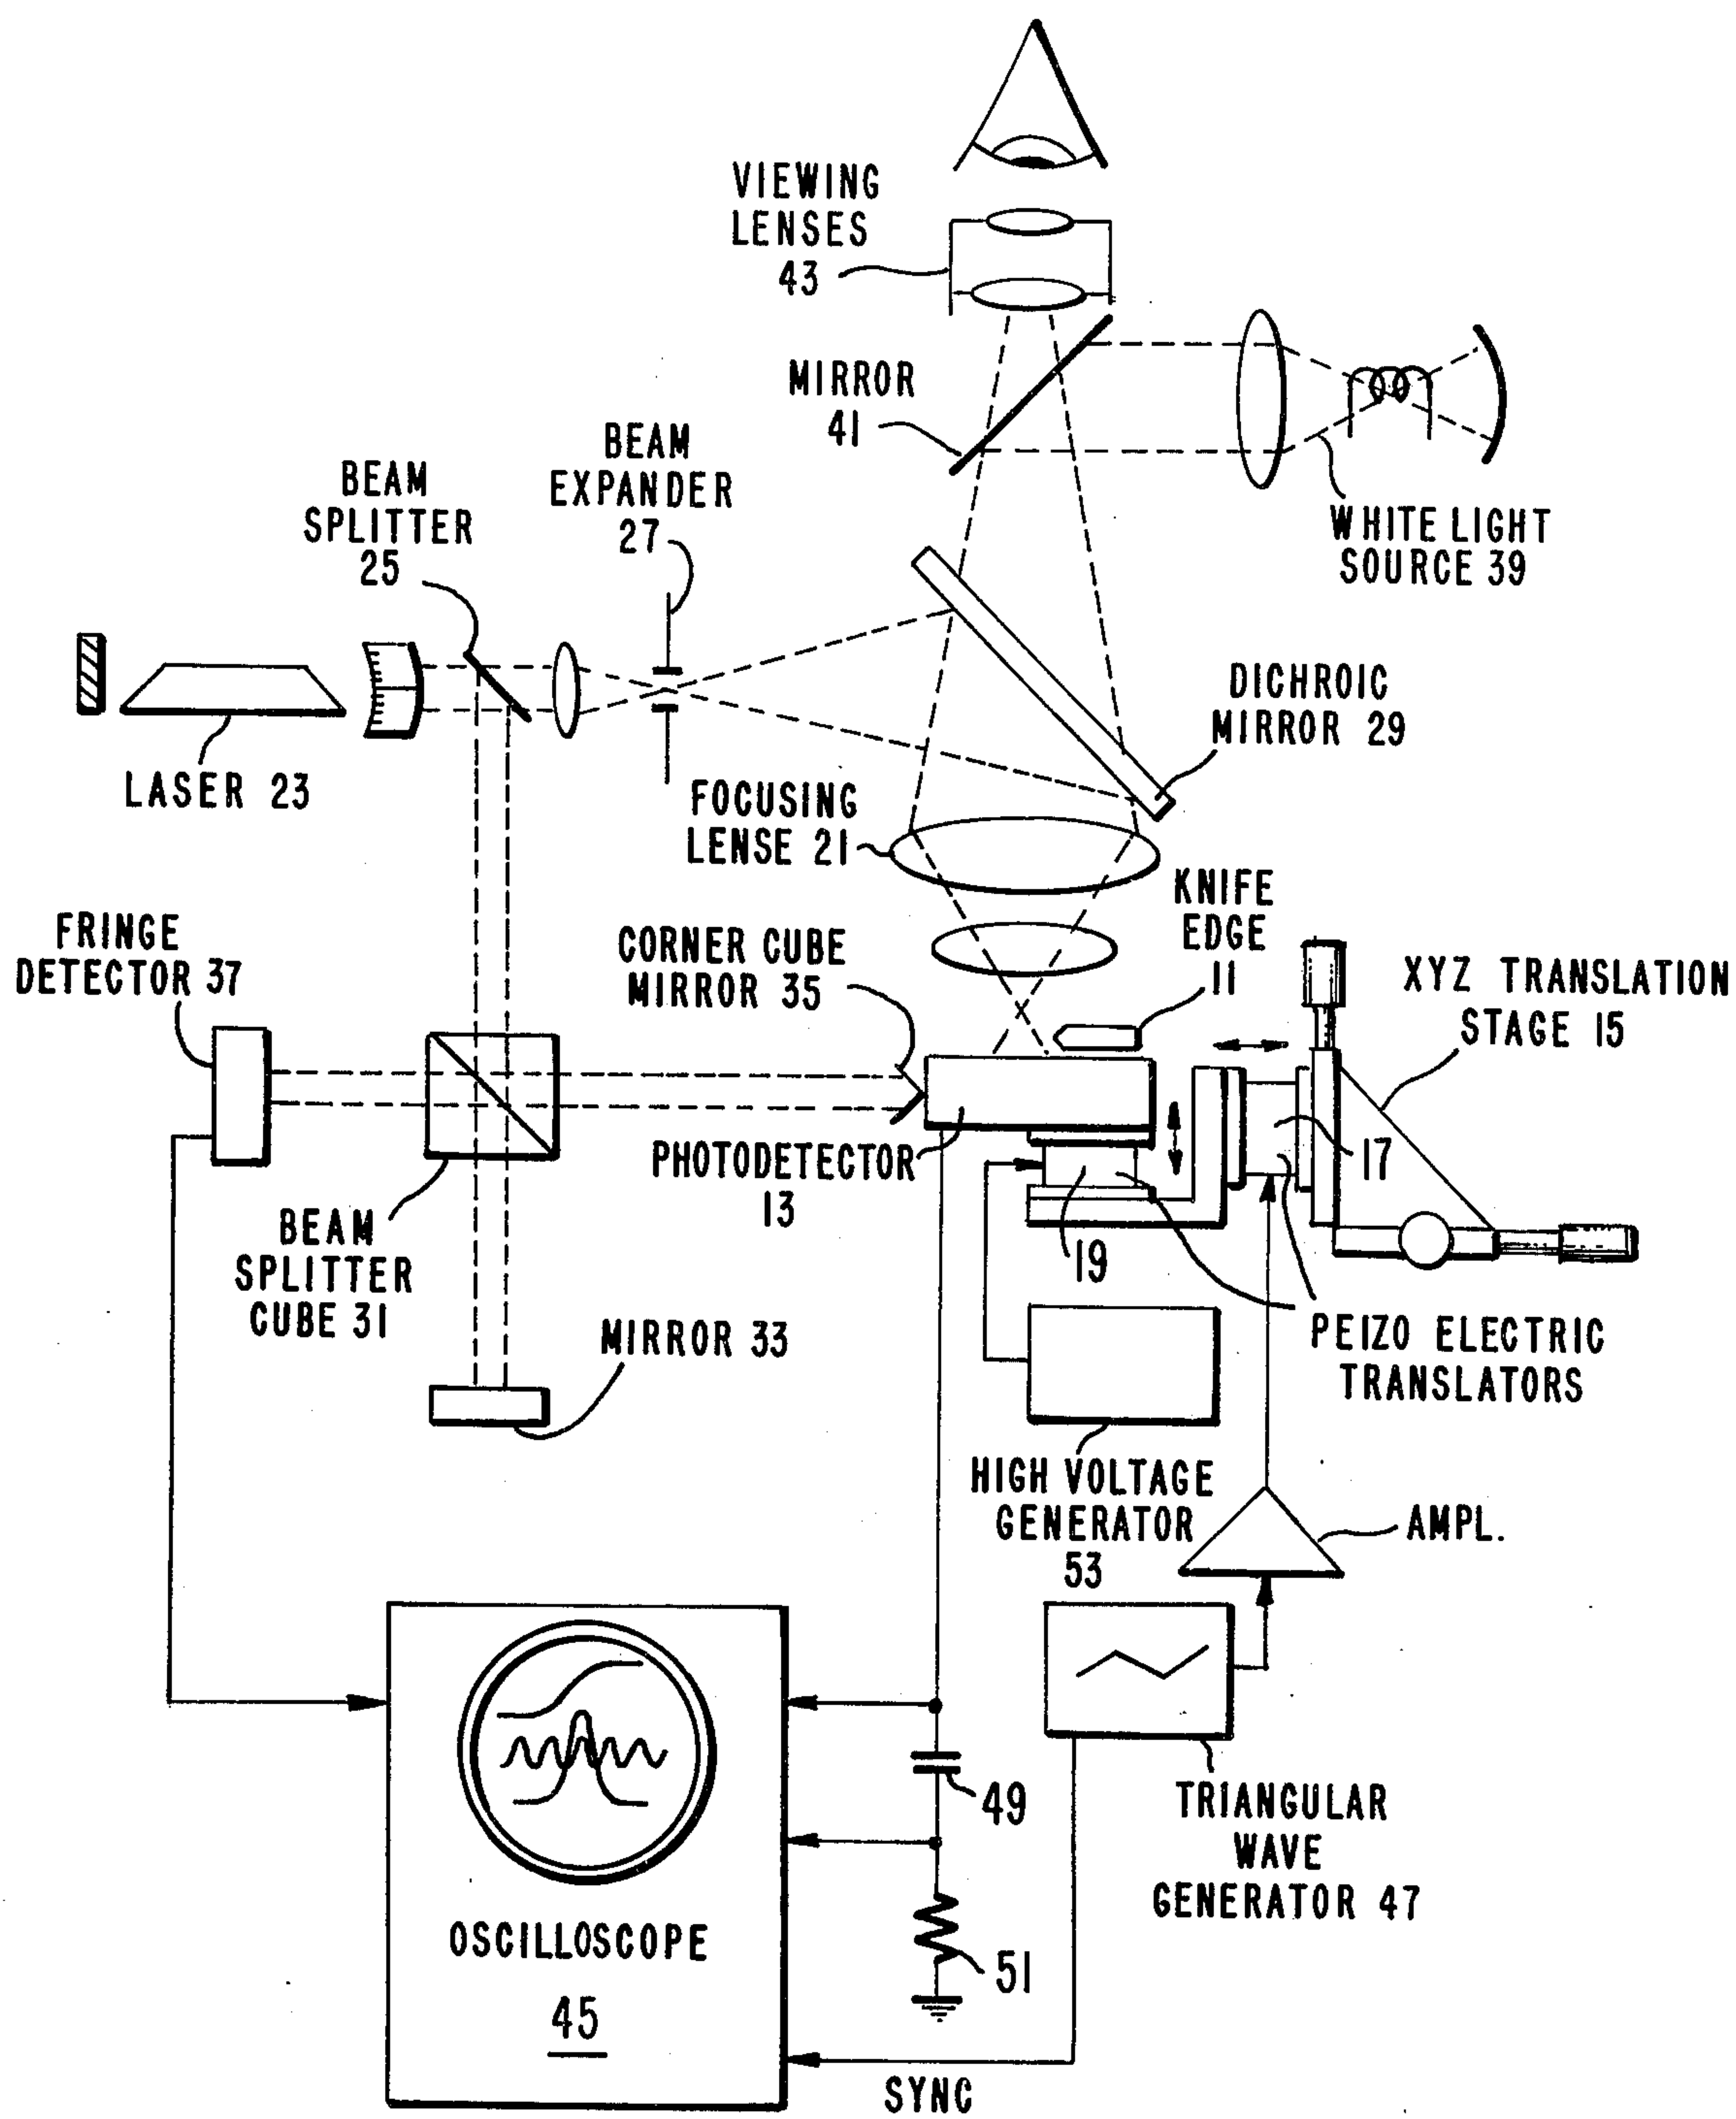 VIEWING
LENSES
43
MIRROR
41
BEAM
EXPANDER
27
BEAM
SPLITTER
25
WHITE LIGHT
SOURCE 39
LASER 23
DICHROIC
MIRROR 29
FOCUSING
LENSE 21
KNIFE
EDGE
11
FRINGE
DETECTOR 37
CORNER CUBE
MIRROR 35
XYZ TRANSLATION
STAGE 15
PHOTODETECTOR
13
17
19
BEAM
SPLITTER
CUBE 31
MIRROR 33
PEIZO ELECTRIC
TRANSLATORS
HIGH VOLTAGE
GENERATOR
53
AMPL.
49
TRIANGULAR
WAVE
GENERATOR 47
OSCILLOSCOPE
45
51
SYNC